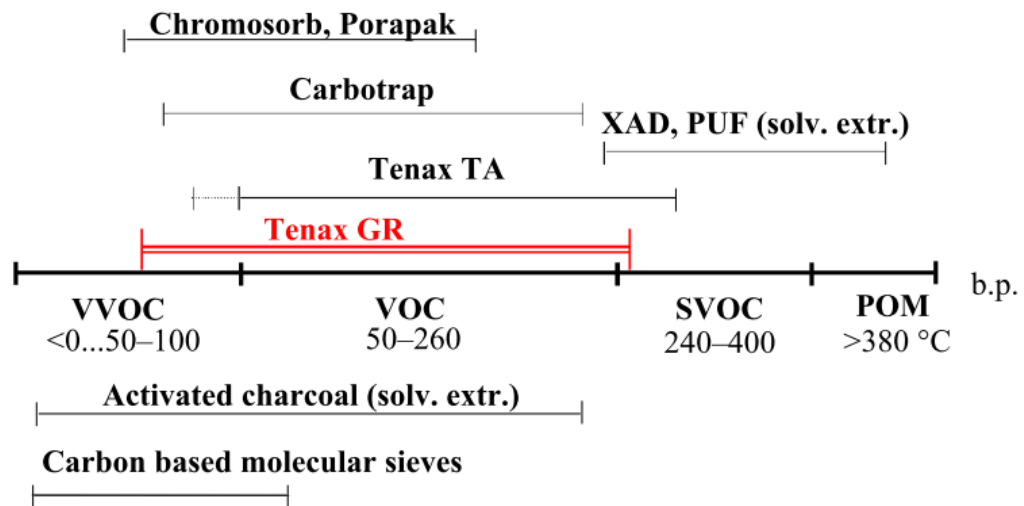 Chromosorb, Porapak
Carbotrap
XAD, PUF (solv. extr.)
Tenax TA
Tenax GR
b.p.
VVOC VOC SVOC POM
<0...50–100 50–260 240–400 >380 °C
Activated charcoal (solv. extr.)
Carbon based molecular sieves